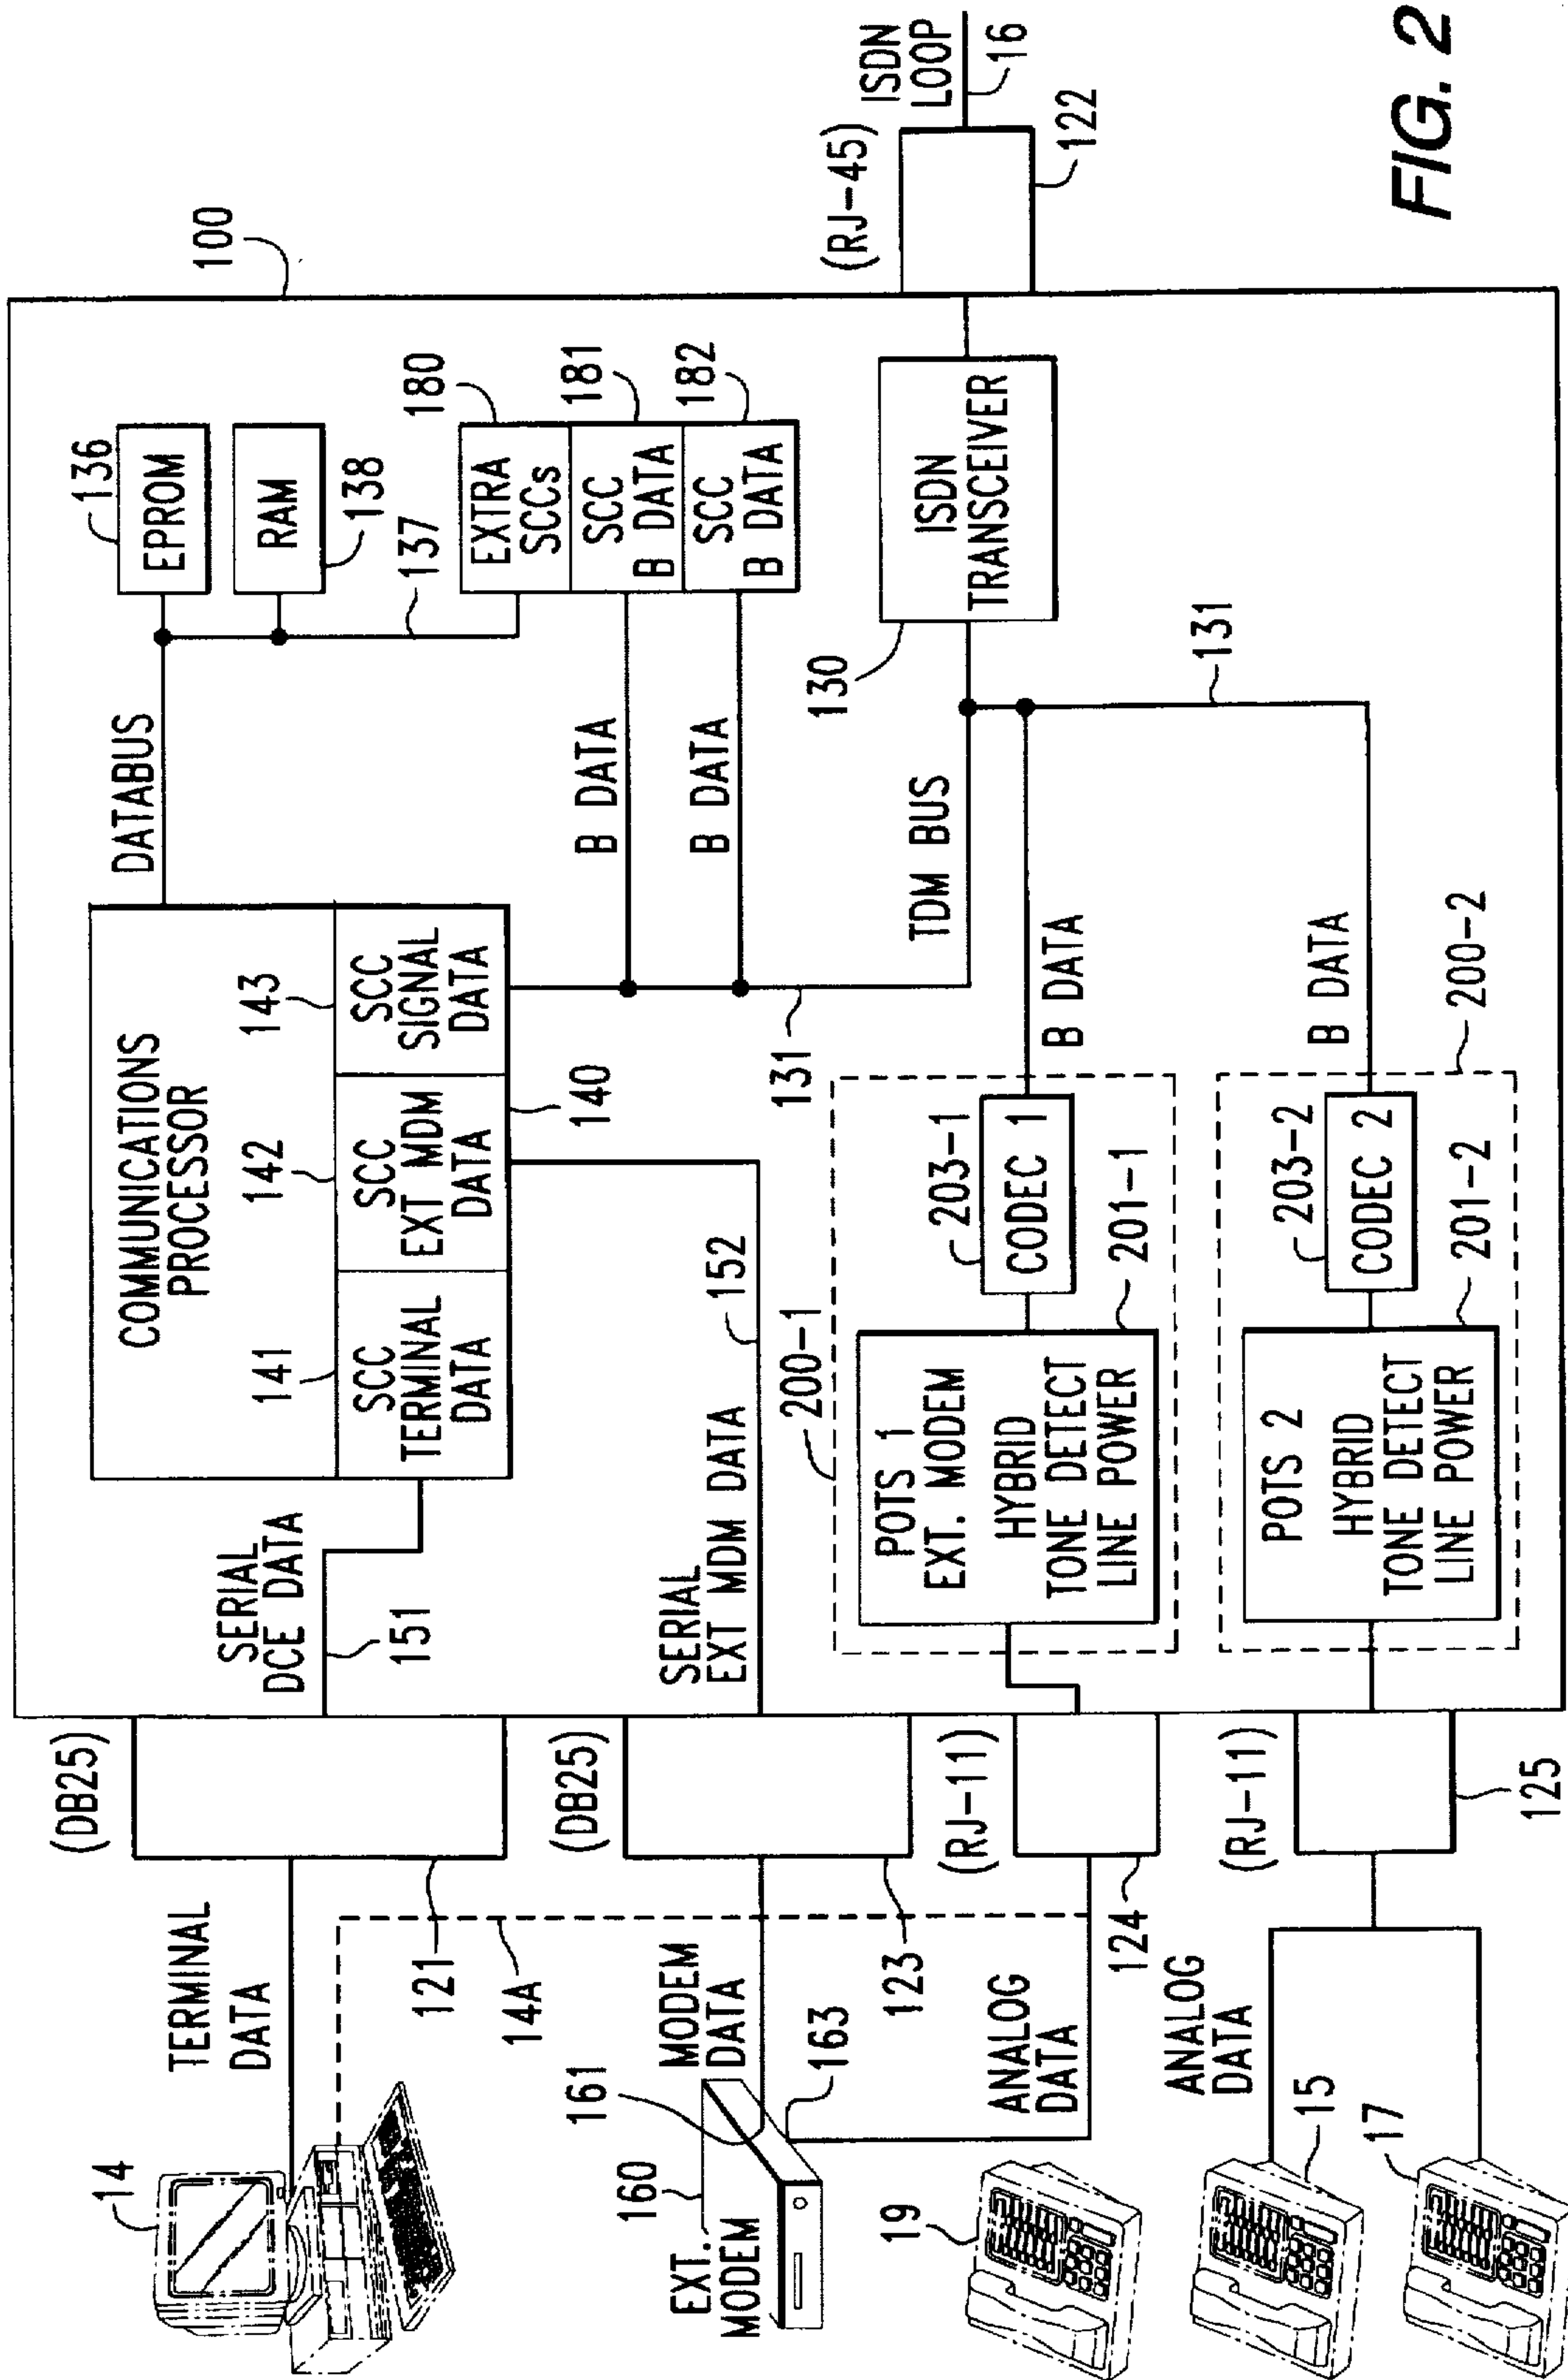 FIG. 2
100
136
EPROM
RAM
138
137
180
EXTRA
SCCs
181
SCC
B DATA
182
SCC
B DATA
DATABUS
B DATA
B DATA
COMMUNICATIONS
PROCESSOR
141
142
143
SCC
TERMINAL
DATA
SCC
EXT MDM
DATA
SCC
SIGNAL
DATA
140
131
TDM BUS
130
ISDN
TRANSCEIVER
(RJ-45)
122
ISDN
LOOP
16
131
B DATA
B DATA
SERIAL
DCE DATA
151
SERIAL
EXT MDM DATA
152
200-1
POTS 1
EXT. MODEM
HYBRID
TONE DETECT
LINE POWER
203-1
CODEC 1
201-1
200-2
POTS 2
HYBRID
TONE DETECT
LINE POWER
203-2
CODEC 2
201-2
(DB25)
121
(DB25)
123
(RJ-11)
124
(RJ-11)
125
TERMINAL
DATA
14
14A
MODEM
DATA
161
163
160
EXT.
MODEM
ANALOG
DATA
19
ANALOG
DATA
15
17